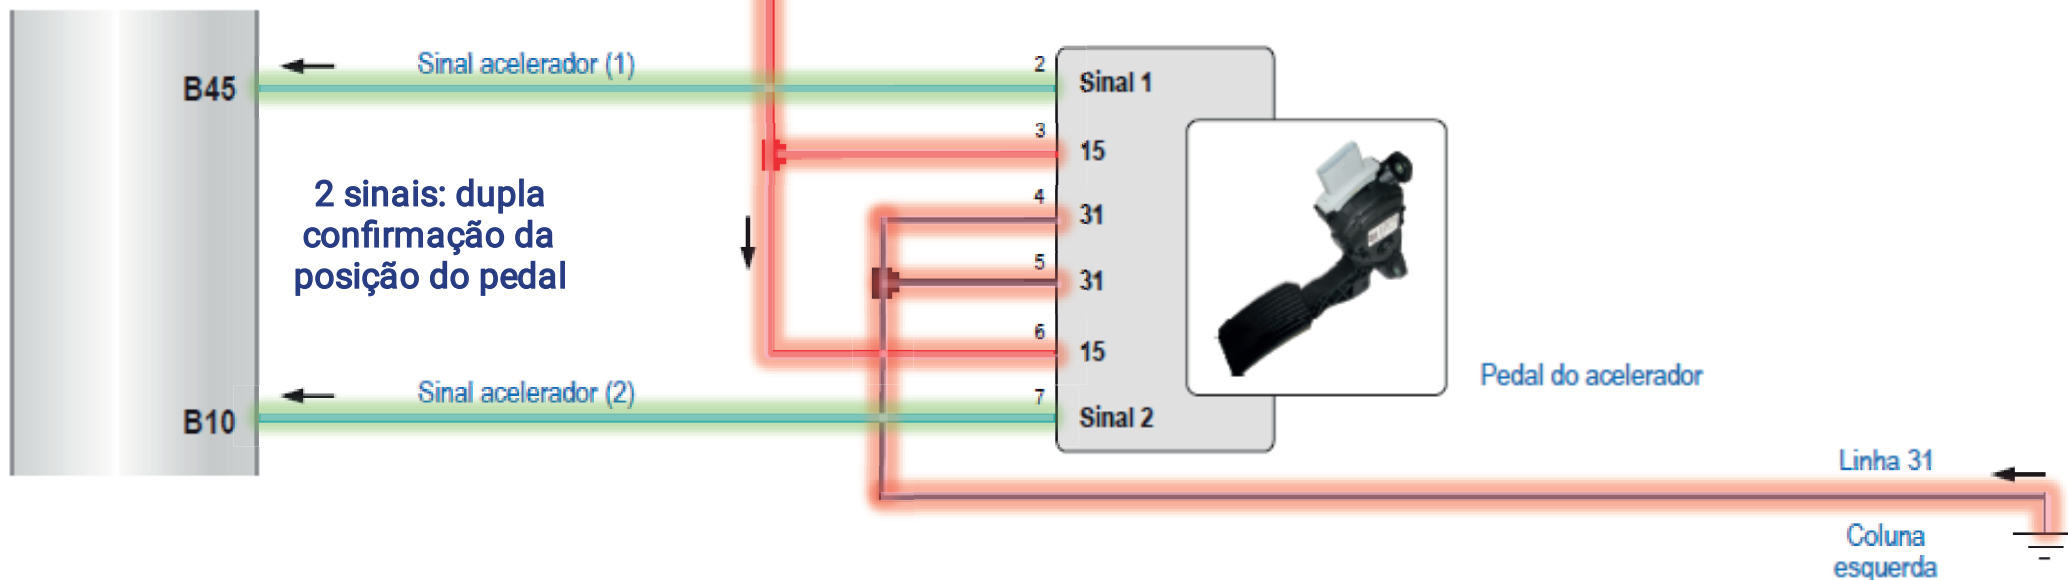 B45
Sinal acelerador (1)
2
Sinal 1
3
15
2 sinais: dupla
confirmação da
posição do pedal
4
31
5
31
6
15
Pedal do acelerador
B10
Sinal acelerador (2)
7
Sinal 2
Linha 31
Coluna
esquerda